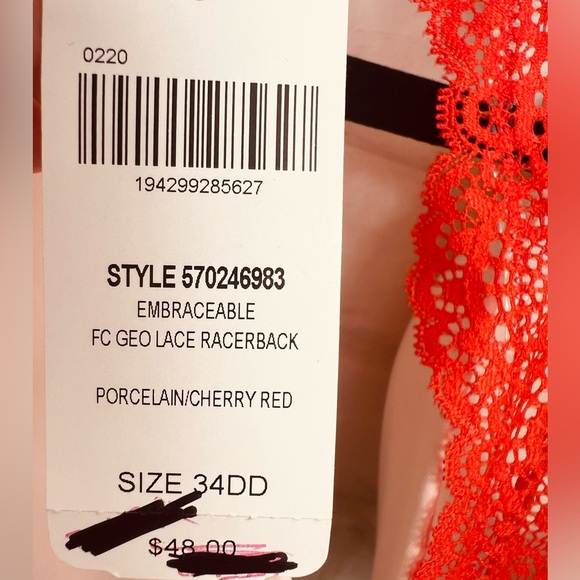 0220
194299285627
STYLE 570246983
EMBRACEABLE
FC GEO LACE RACERBACK
PORCELAIN/CHERRY RED
SIZE 34DD
$48.00